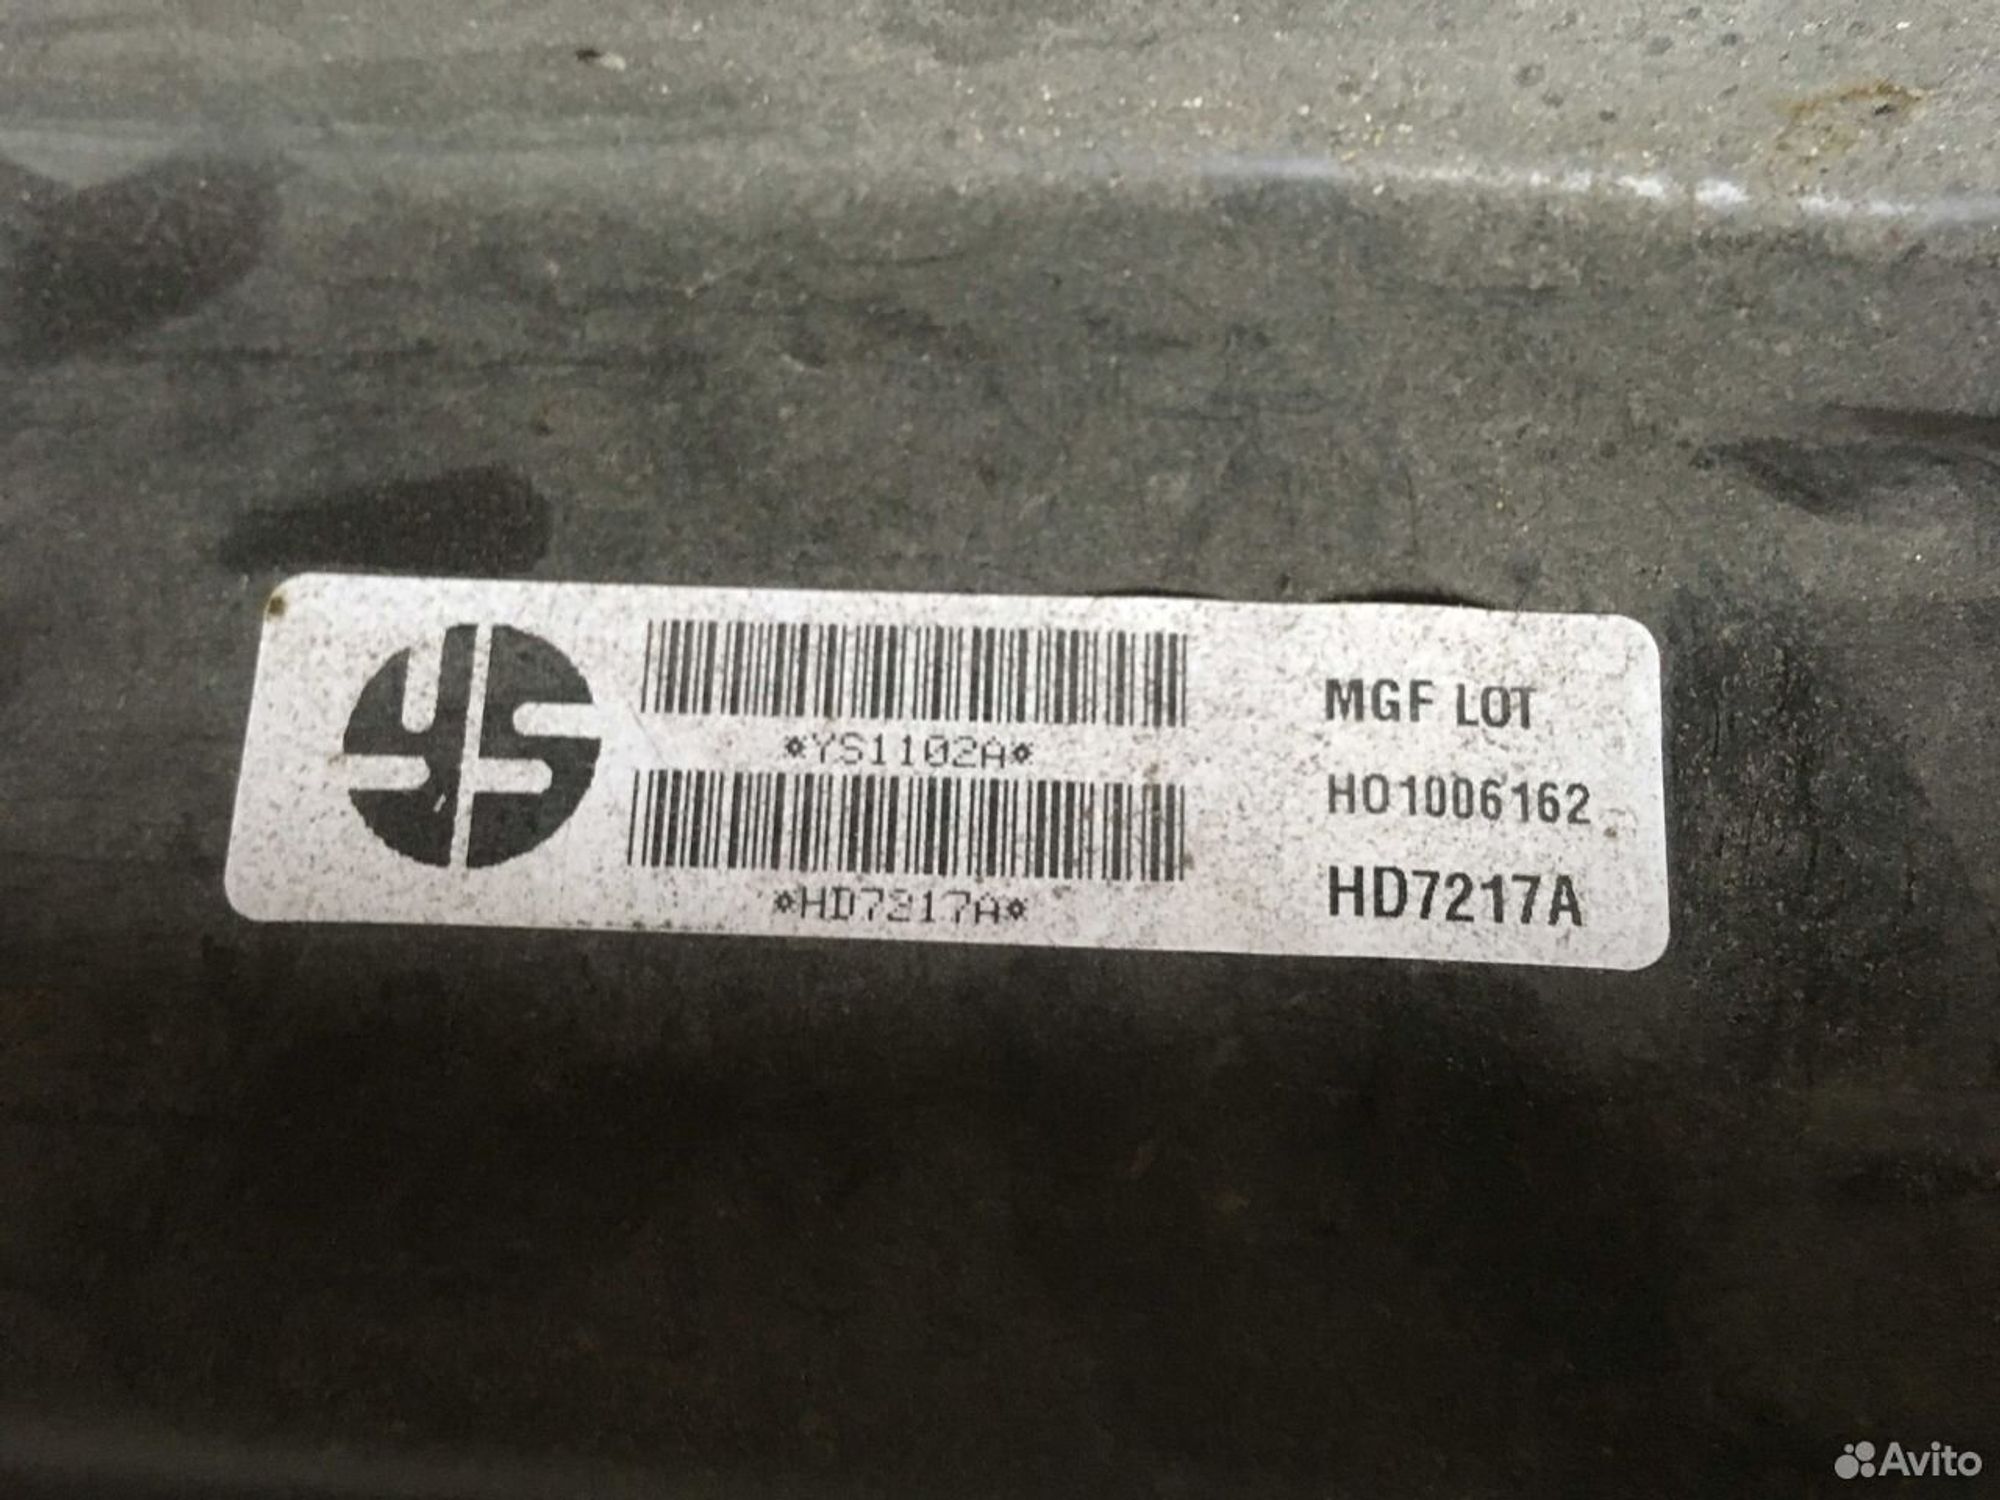 YS
*YS1102A*
*HD7217A*
MGF LOT
HO1006162
HD7217A
Avito